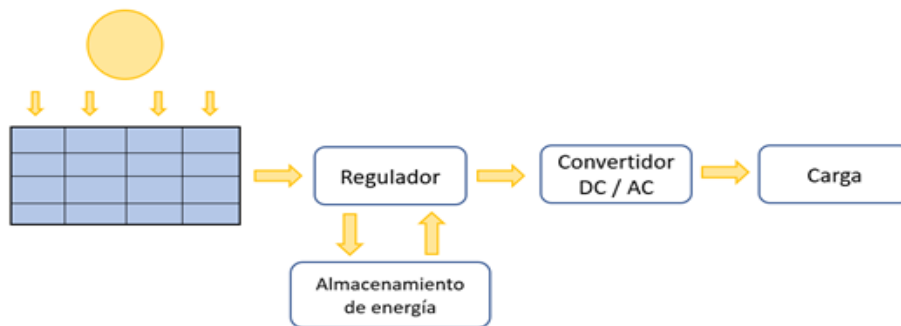 Regulador
Convertidor
DC / AC
Carga
Almacenamiento
de energía